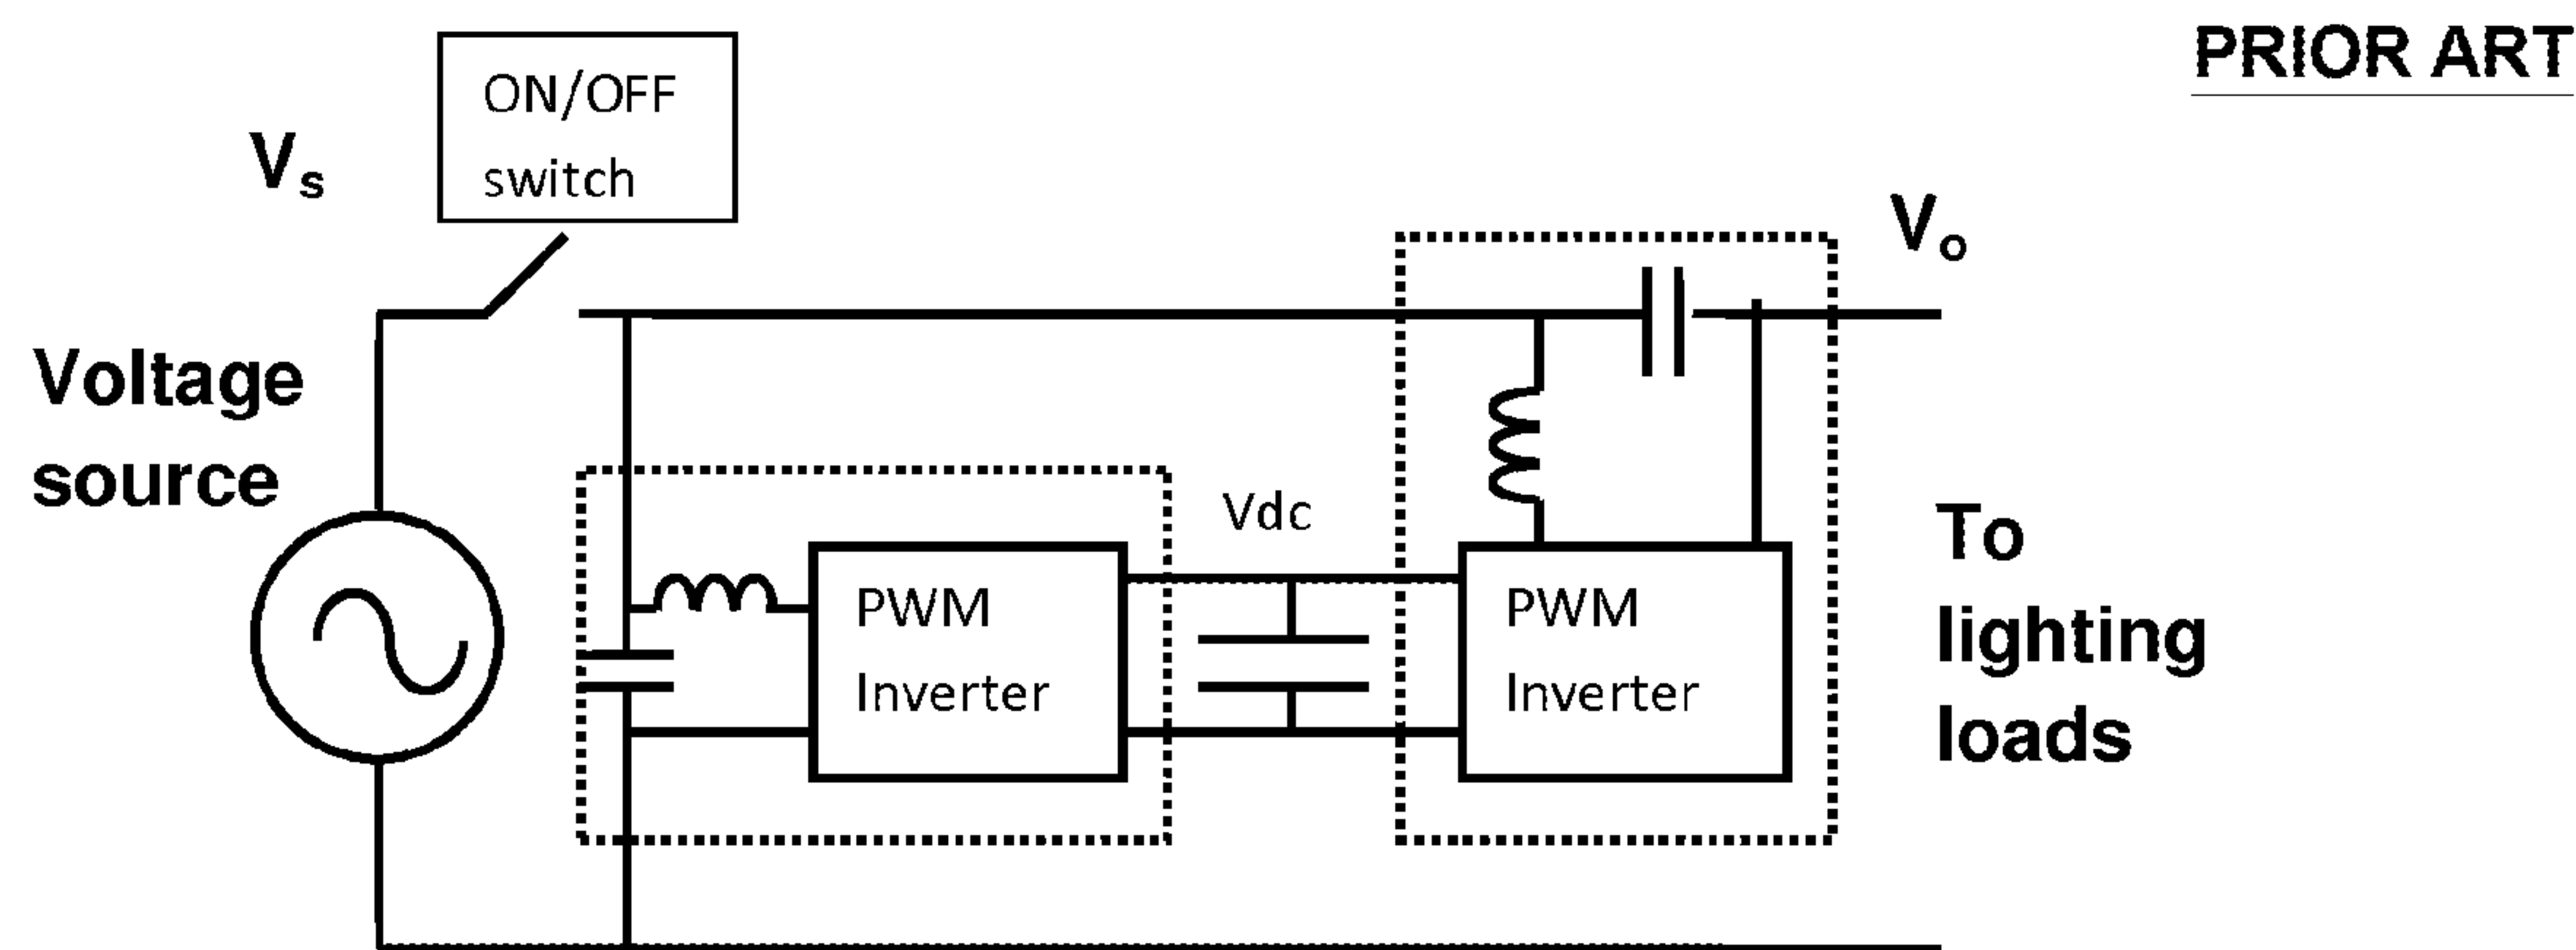 PRIOR ART
ON/OFF
switch
Vs
Vo
Voltage
source
Vdc
PWM
Inverter
PWM
Inverter
To
lighting
loads